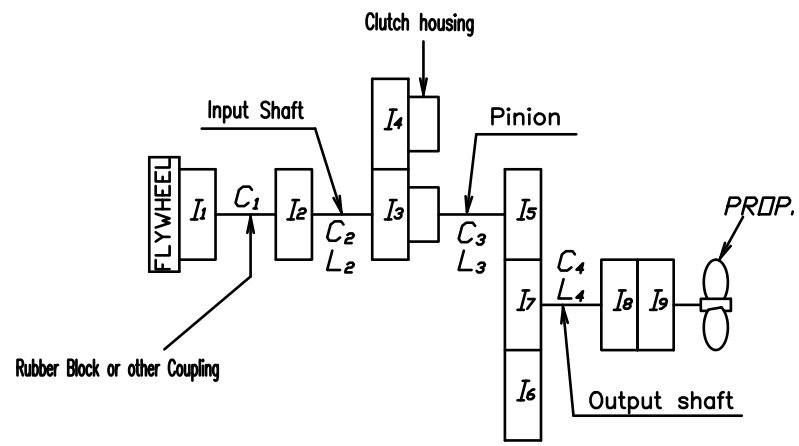 Clutch housing
Input Shaft
Pinion
I4
FLYWHEEL
I1
C1
I2
I3
I5
PROP.
C2
L2
C3
L3
C4
L4
I7
I8
I9
Rubber Block or other Coupling
I6
Output shaft